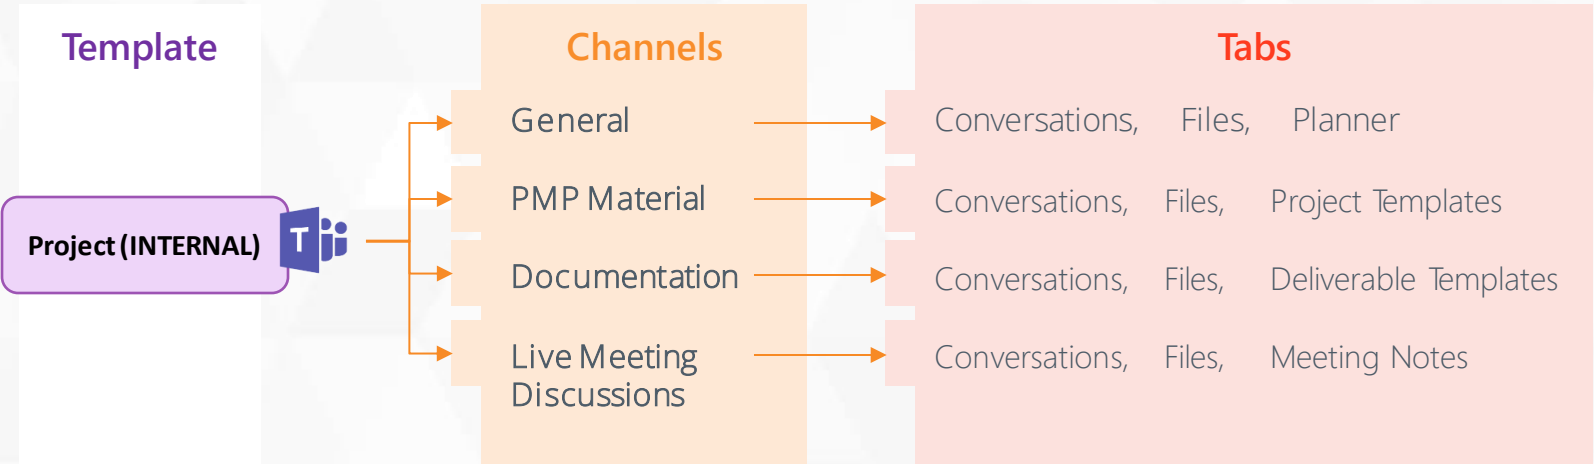 Template
Channels
Tabs
Project (INTERNAL)
T
General
Conversations, Files, Planner
PMP Material
Conversations, Files, Project Templates
Documentation
Conversations, Files, Deliverable Templates
Live Meeting
Discussions
Conversations, Files, Meeting Notes